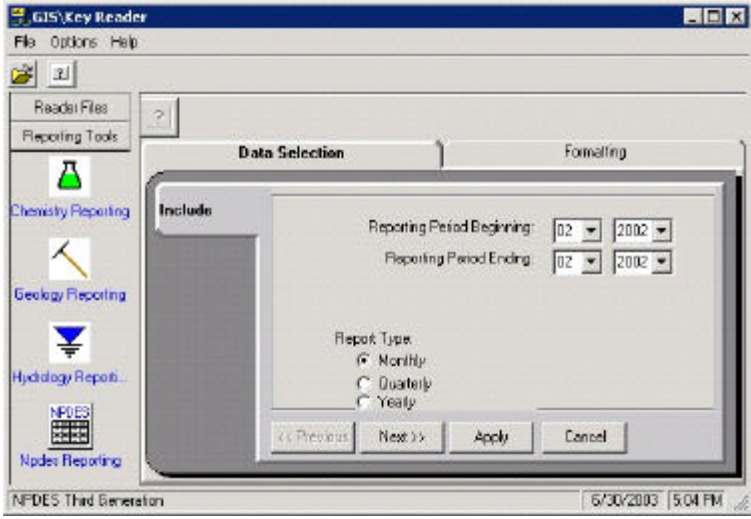 GIS\Key Reader
File Options Help
Reader Files
Reporting Tools
Chemistry Reporting
Geology Reporting
Hydrology Reporti...
NPDES
Npdes Reporting
?
Data Selection
Formatting
Include
Reporting Period Beginning: 02 2002
Reporting Period Ending: 02 2002
Report Type:
Monthly
Quarterly
Yearly
<< Previous Next >> Apply Cancel
NPDES Third Generation 6/30/2003 5:04 PM